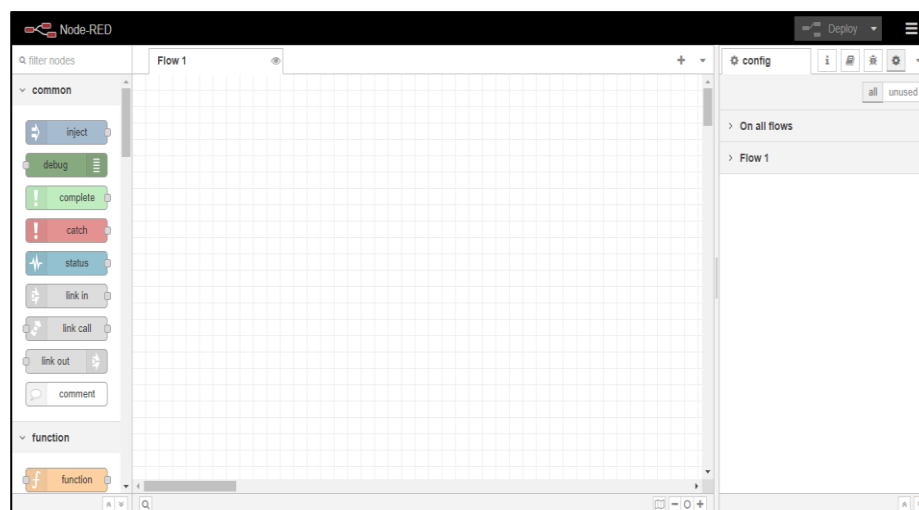 Node-RED
Deploy
filter nodes
Flow 1
config
i
all
unused
common
inject
debug
complete
catch
status
link in
link call
link out
comment
function
function
On all flows
Flow 1